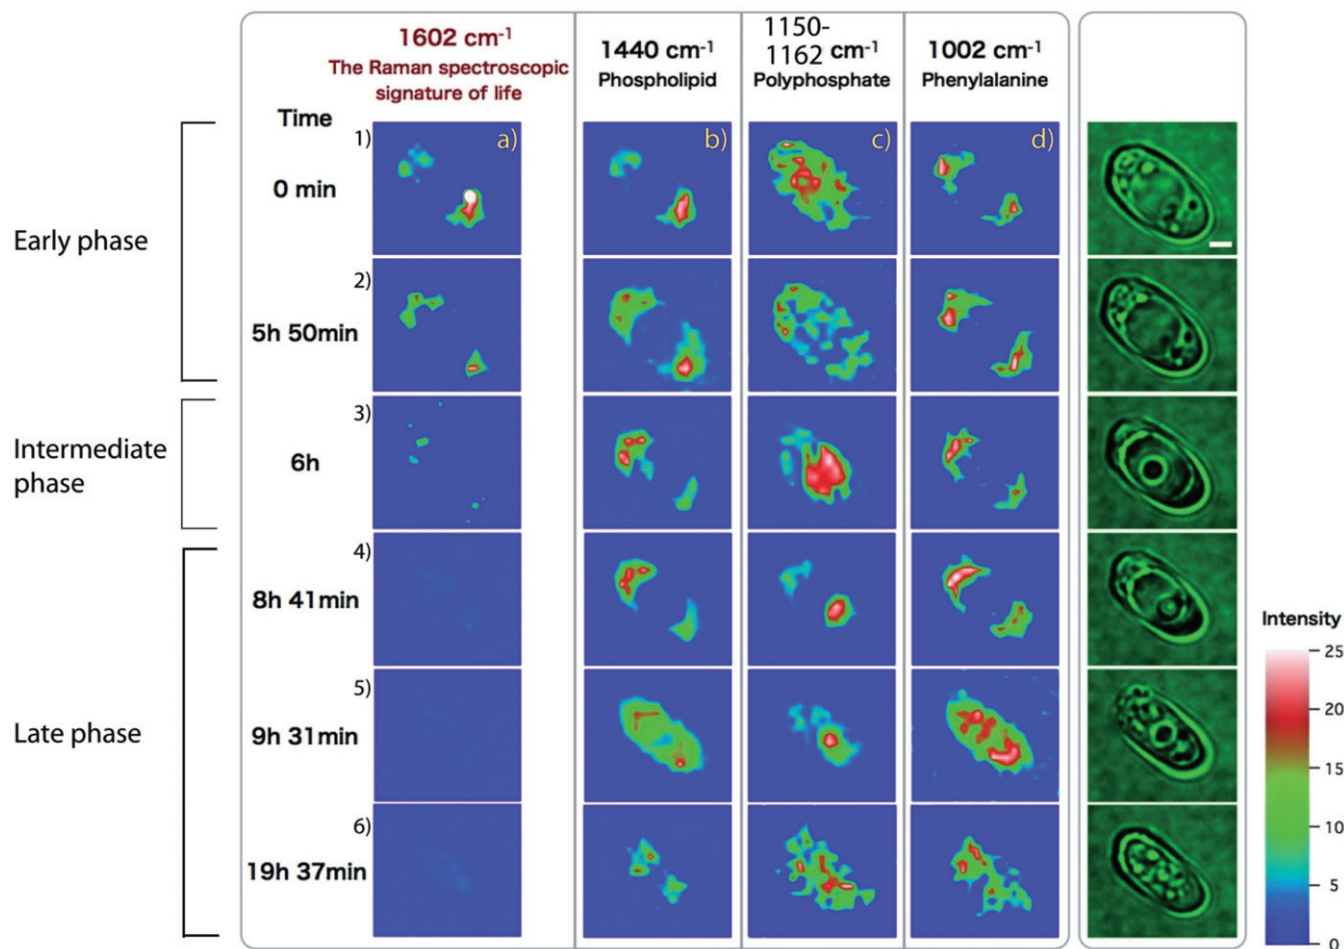 1602 cm-1
The Raman spectroscopic
signature of life
1440 cm-1
Phospholipid
1150-
1162 cm-1
Polyphosphate
1002 cm-1
Phenylalanine
Time
1) a) b) c) d)
0 min
Early phase
2)
5h 50min
3)
Intermediate
phase
6h
4)
8h 41min
Intensity
25
20
15
10
5
0
5)
Late phase
9h 31min
6)
19h 37min